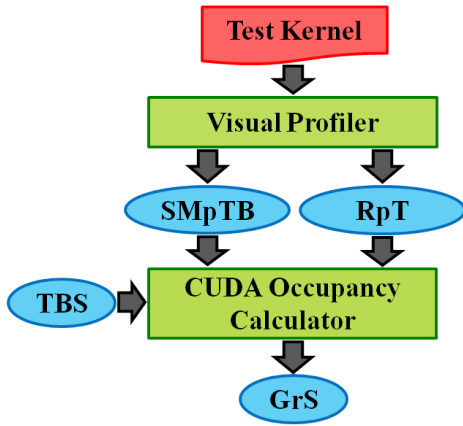 Test Kernel
Visual Profiler
SMpTB
RpT
TBS
CUDA Occupancy
Calculator
GrS